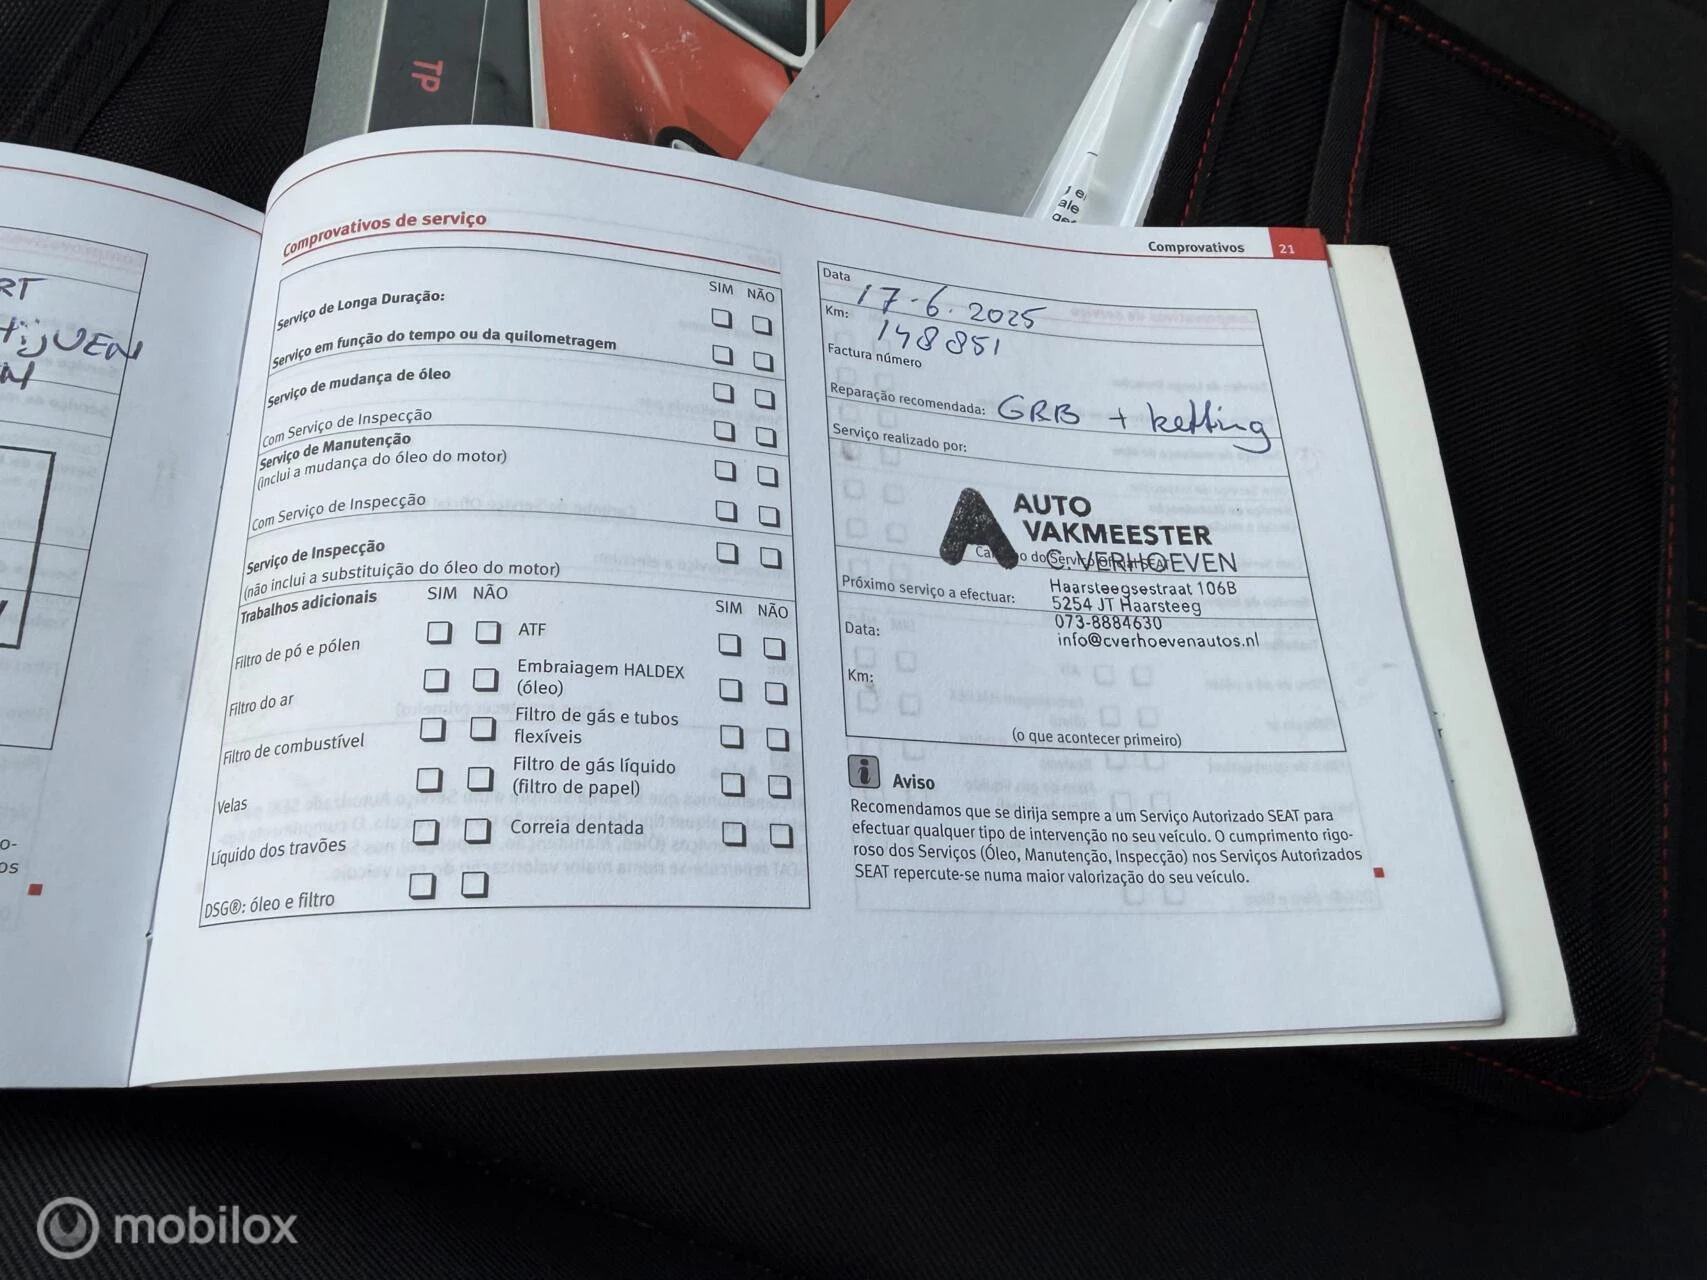 TP
RT
N
o-
os
Comprovativos de serviço
SIM NÃO
Serviço de Longa Duração:
Serviço em função do tempo ou da quilometragem
Serviço de mudança de óleo
Com Serviço de Inspecção
Serviço de Manutenção
(inclui a mudança do óleo do motor)
Com Serviço de Inspecção
Serviço de Inspecção
(não inclui a substituição do óleo do motor)
Trabalhos adicionais SIM NÃO SIM NÃO
Filtro de pó e pólen ATF
Filtro do ar Embraiagem HALDEX
(óleo)
Filtro de combustível Filtro de gás e tubos
flexíveis
Velas Filtro de gás líquido
(filtro de papel)
Líquido dos travões Correia dentada
DSG®: óleo e filtro
Comprovativos 21
Data 17-6.2025
Km: 148851
Factura número
Reparação recomendada: GRB + ketting
Serviço realizado por:
A AUTO
VAKMEESTER
C. VERHOEVEN
Haarsteegsestraat 106B
Próximo serviço a efectuar:
5254 JT Haarsteeg
073-8884630
Data:
info@cverhoevenautos.nl
Km:
(o que acontecer primeiro)
i Aviso
Recomendamos que se dirija sempre a um Serviço Autorizado SEAT para
efectuar qualquer tipo de intervenção no seu veículo. O cumprimento rigo-
roso dos Serviços (Óleo, Manutenção, Inspecção) nos Serviços Autorizados
SEAT repercute-se numa maior valorização do seu veículo.
mobilox